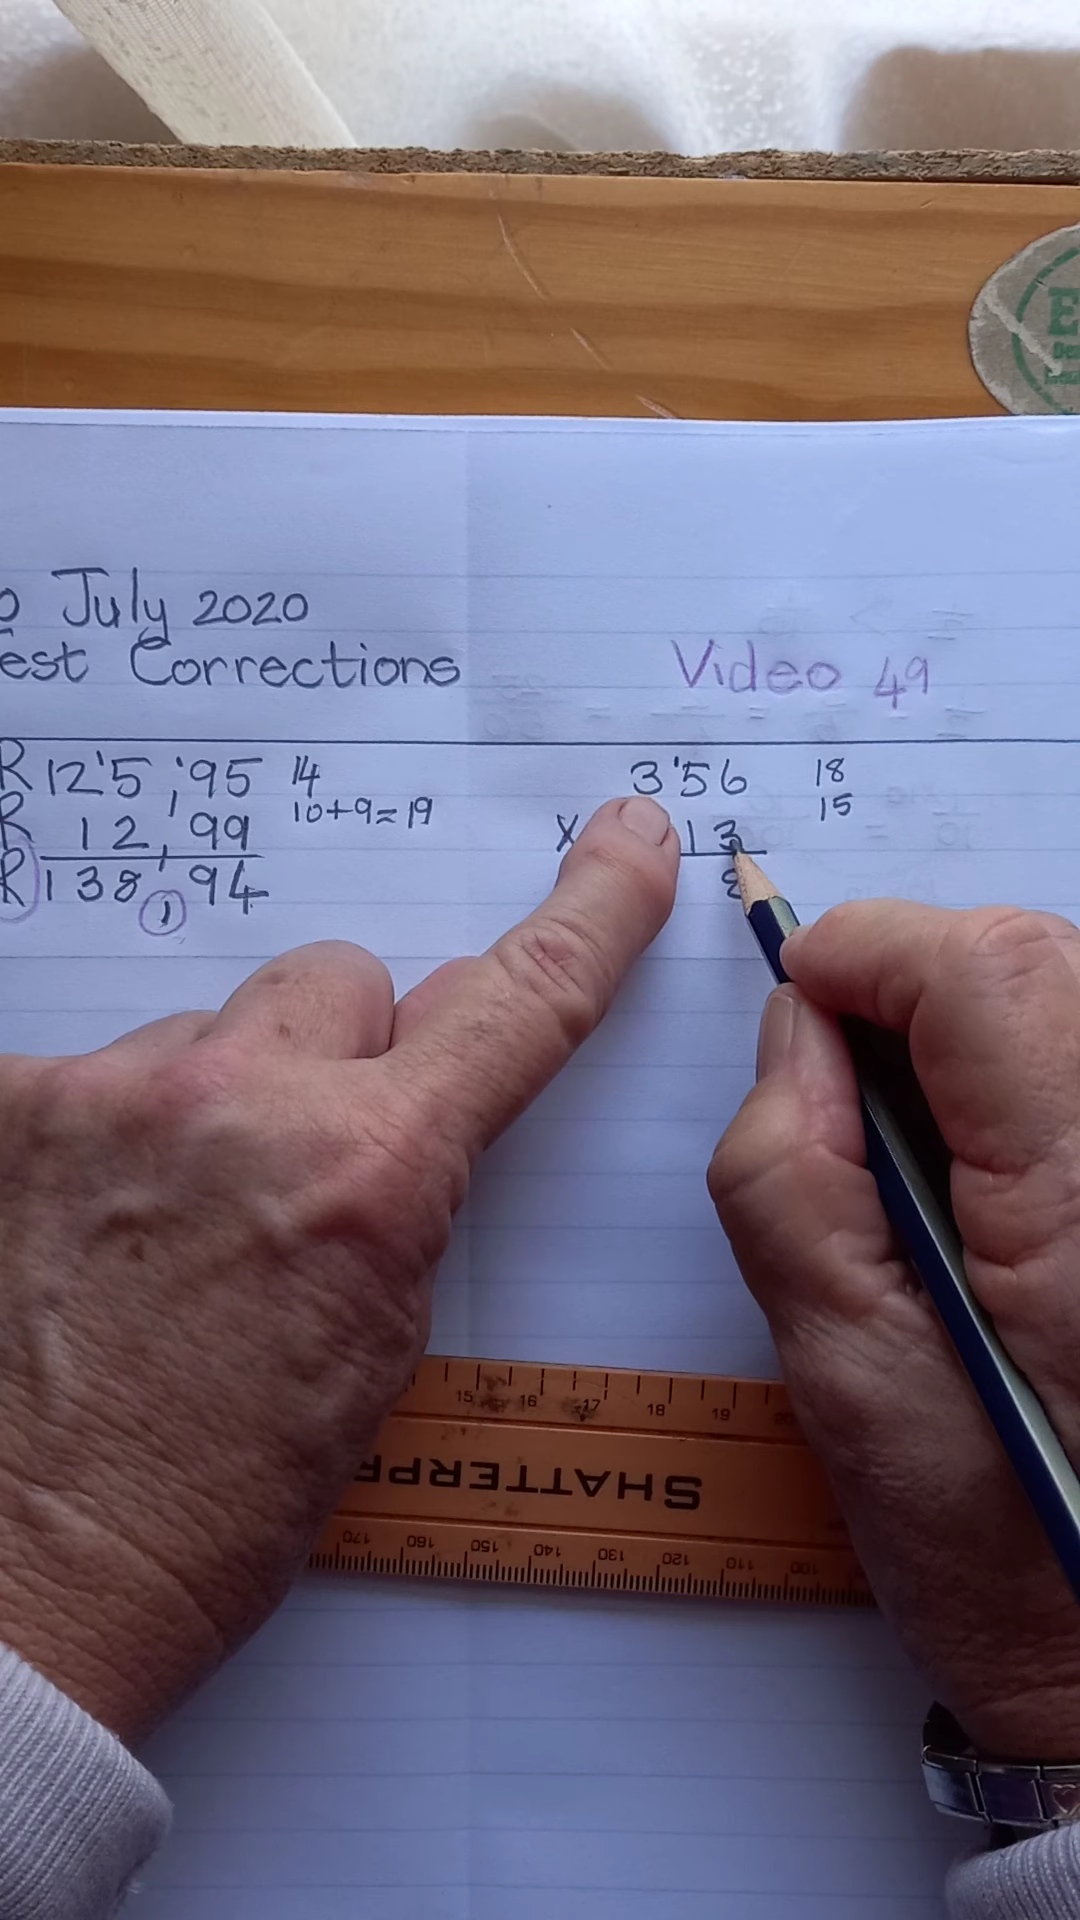 July 2020
est Corrections
Video 49
R 12'5,'95 14
R 12,'99 10+9=19
R 138,94
1
3'56 18
x 13 15
8
15 16 17 18 19
SHATTERPR
170 160 150 140 130 120 110 100